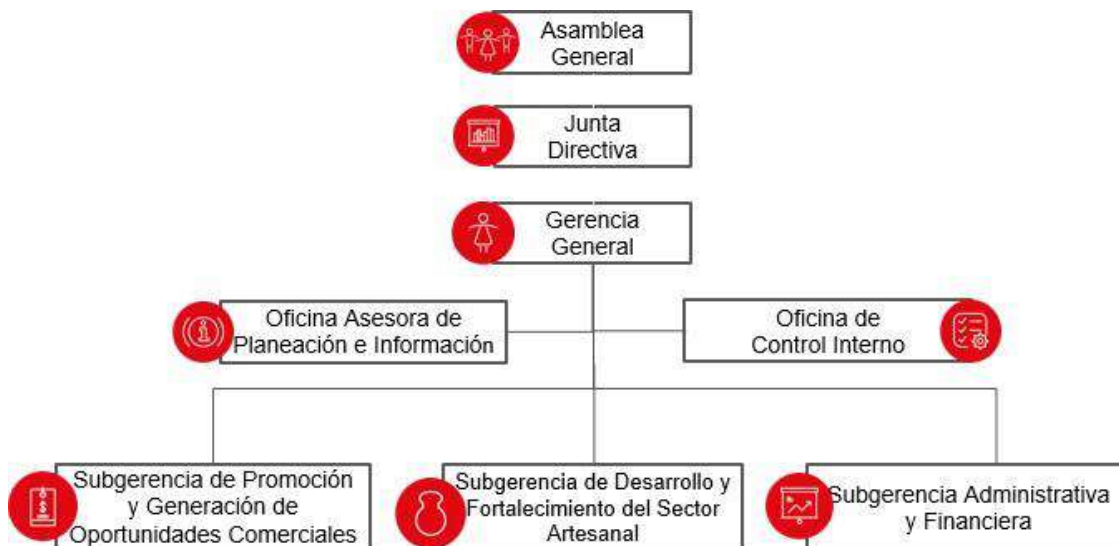 Asamblea
General
Junta
Directiva
Gerencia
General
Oficina Asesora de
Planeación e Información
Oficina de
Control Interno
Subgerencia de Promoción
y Generación de
Oportunidades Comerciales
Subgerencia de Desarrollo y
Fortalecimiento del Sector
Artesanal
Subgerencia Administrativa
y Financiera